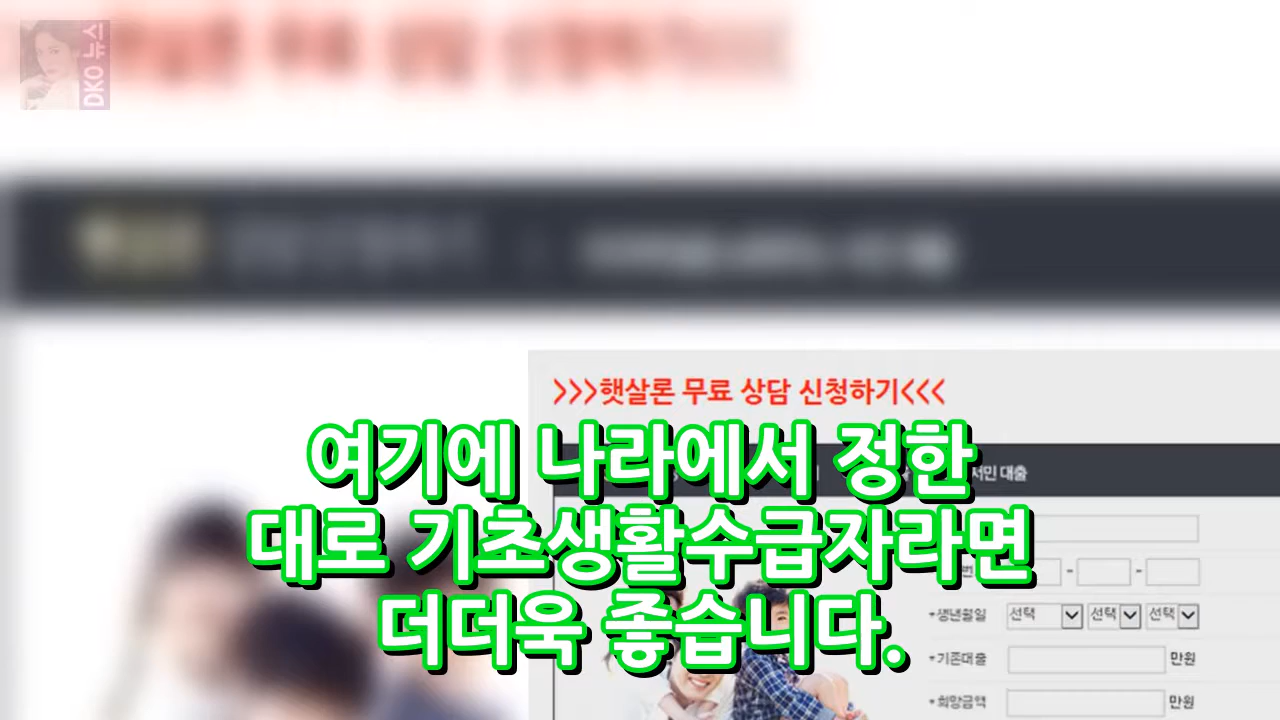 DKO 뉴스
>>>햇살론 무료 상담 신청하기<<<
서민 대출
여기에 나라에서 정한
대로 기초생활수급자라면
더더욱 좋습니다.
- -
*생년월일 선택 선택 선택
*기존대출 만원
*희망금액 만원